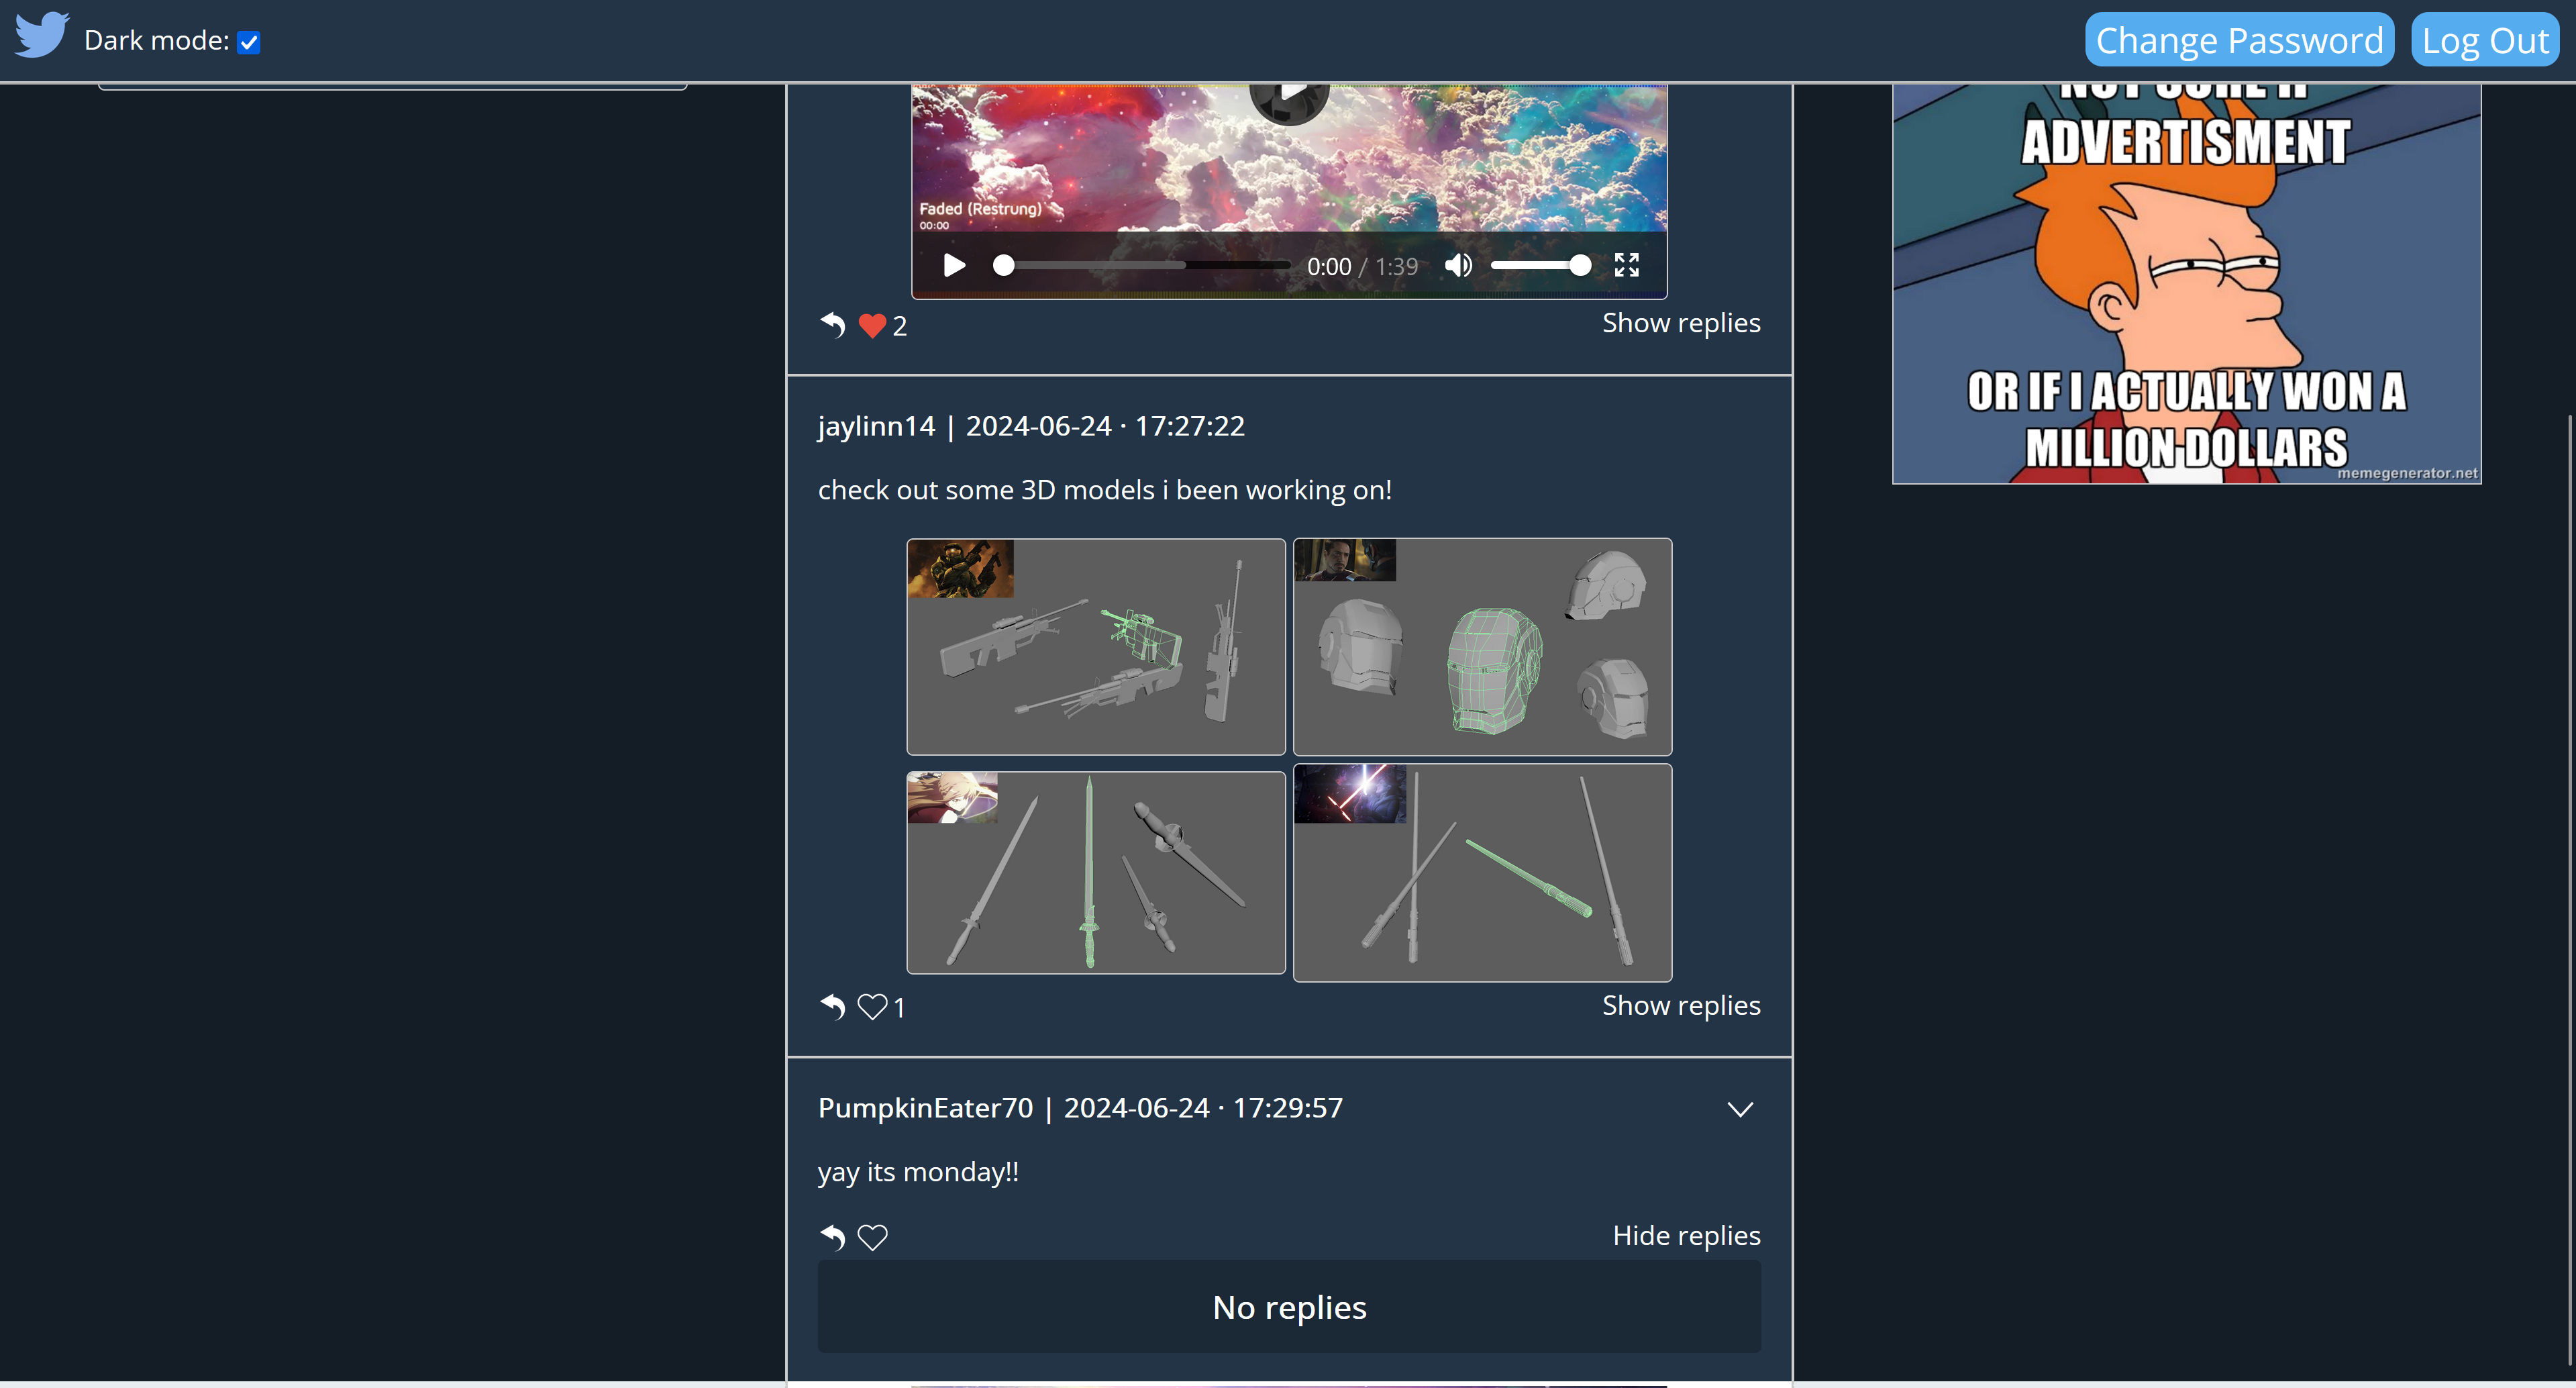 Dark mode:
Change Password
Log Out
ADVERTISMENT
OR IF I ACTUALLY WON A
MILLION DOLLARS
memegenerator.net
Faded (Restrung)
00:00
0:00 / 1:39
2
Show replies
jaylinn14 | 2024-06-24 · 17:27:22
check out some 3D models i been working on!
1
Show replies
PumpkinEater70 | 2024-06-24 · 17:29:57
yay its monday!!
Hide replies
No replies